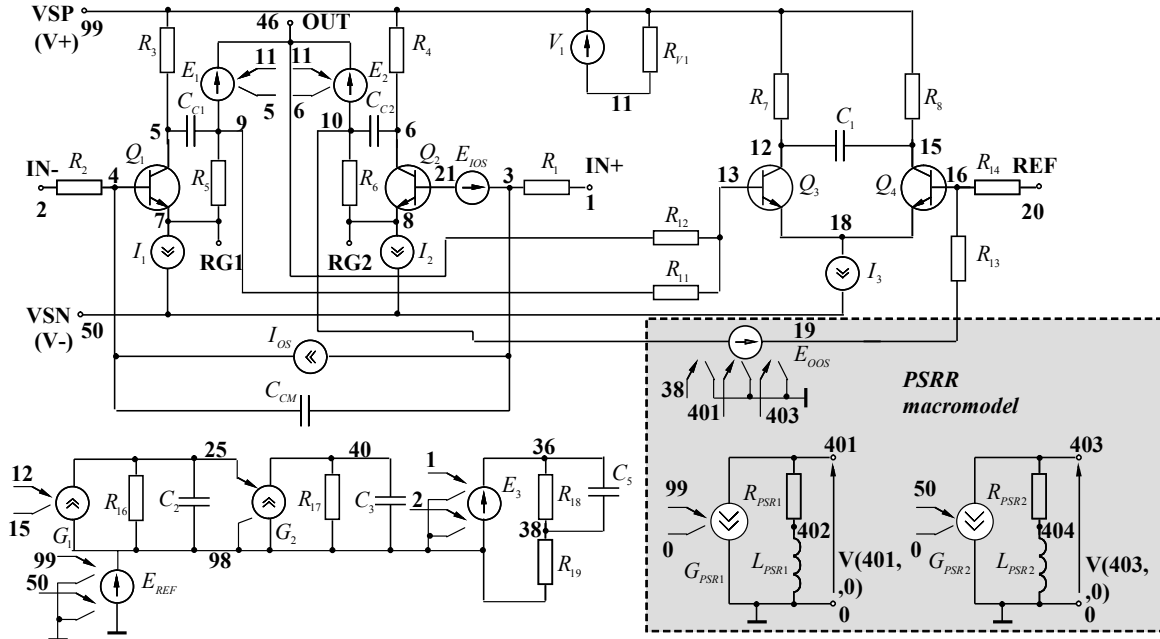 VSP 99 46 OUT
(V+)
R3 11 11 R4 V1 RV1
E1 E2 11 R7 R8
CC1 5 6 CC2
5 9 10 6 12 C1 15
IN- R2 Q1 R5 R6 Q2 EIOS R1 IN+ 13 Q3 Q4 16 R14 REF
2 4 21 3 1 20
7 8 R12 18
I1 RG1 RG2 I2 R11 I3 R13
VSN 50
(V-)
IOS 19
EOOS
CCM 38 401 403
PSRR
macromodel
12 25 40 1 36 401 403
15 G1 R16 C2 G2 R17 C3 2 E3 R18 C5
99 RPSR1 50 RPSR2
38 402 404
99 98 R19 0 GPSR1 LPSR1 V(401, 0 GPSR2 LPSR2 V(403,
50 EREF ,0) ,0)
0 0